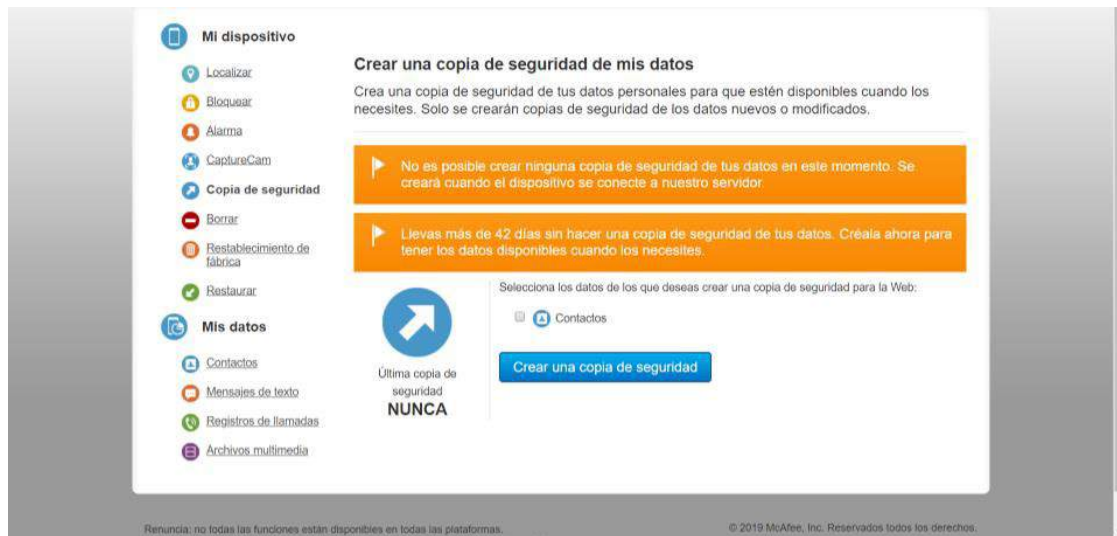 Mi dispositivo
Localizar
Bloquear
Alarma
CaptureCam
Copia de seguridad
Borrar
Restablecimiento de
fábrica
Restaurar
Mis datos
Contactos
Mensajes de texto
Registros de llamadas
Archivos multimedia
Crear una copia de seguridad de mis datos
Crea una copia de seguridad de tus datos personales para que estén disponibles cuando los
necesites. Solo se crearán copias de seguridad de los datos nuevos o modificados.
No es posible crear ninguna copia de seguridad de tus datos en este momento. Se
creará cuando el dispositivo se conecte a nuestro servidor
Llevas más de 42 días sin hacer una copia de seguridad de tus datos. Créala ahora para
tener los datos disponibles cuando los necesites.
Última copia de
seguridad
NUNCA
Selecciona los datos de los que deseas crear una copia de seguridad para la Web:
Contactos
Crear una copia de seguridad
Renuncia: no todas las funciones están disponibles en todas las plataformas.
© 2019 McAfee, Inc. Reservados todos los derechos.